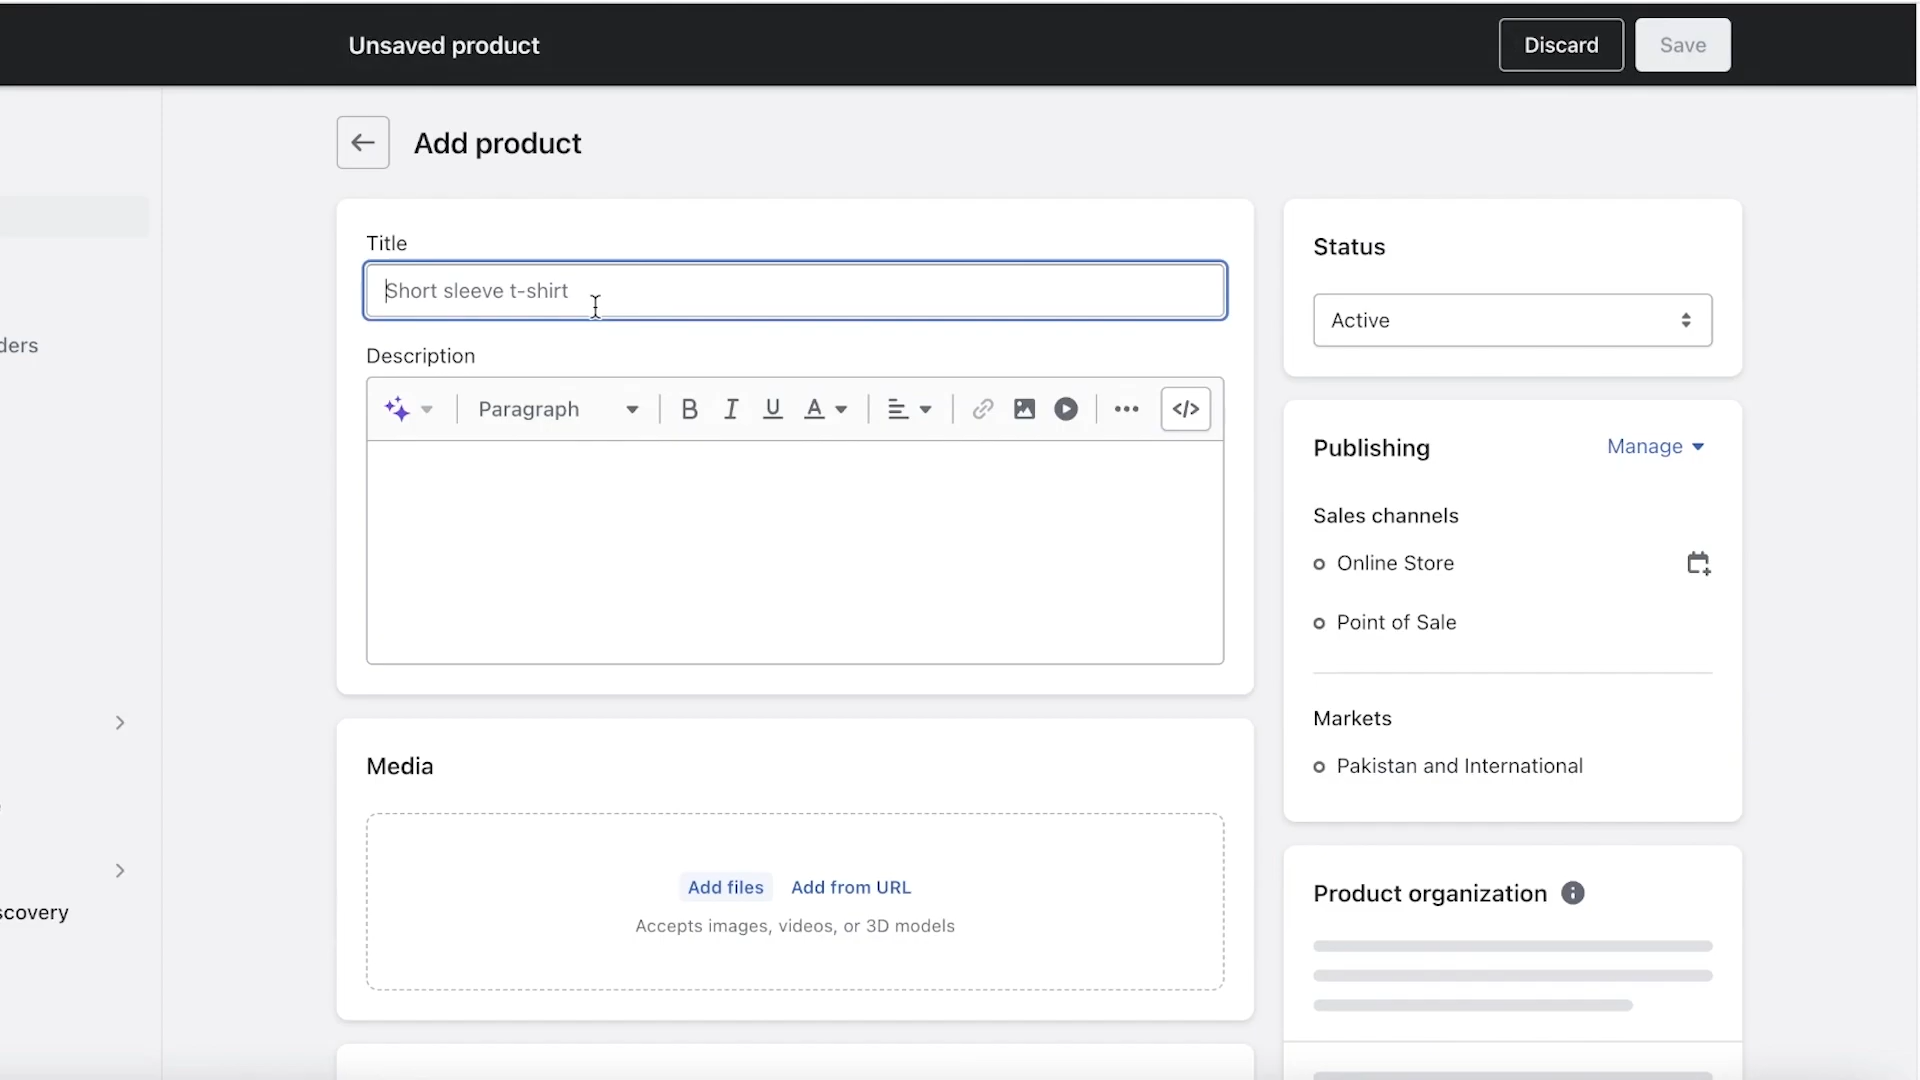 Unsaved product
Discard
Save
Add product
Title
Short sleeve t-shirt
Description
Paragraph
B I U A
</>
Media
Add files Add from URL
Accepts images, videos, or 3D models
Status
Active
Publishing
Manage
Sales channels
Online Store
Point of Sale
Markets
Pakistan and International
Product organization
ders
scovery